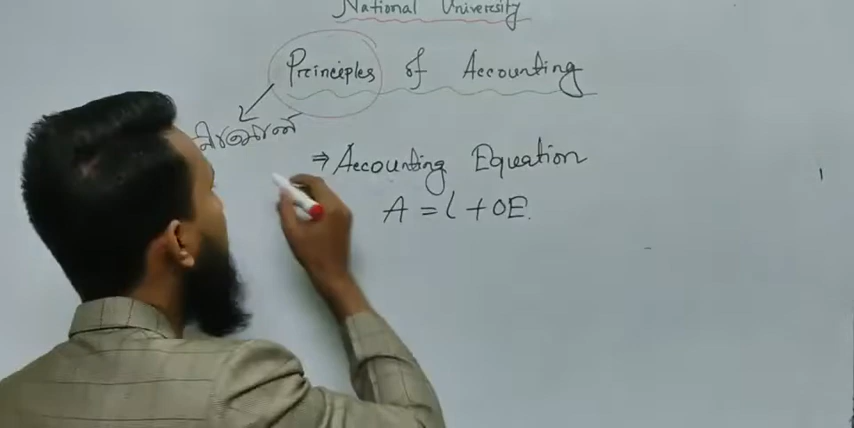 National University
Principles of Accounting
⇒ Accounting Equation
A = L + OE.